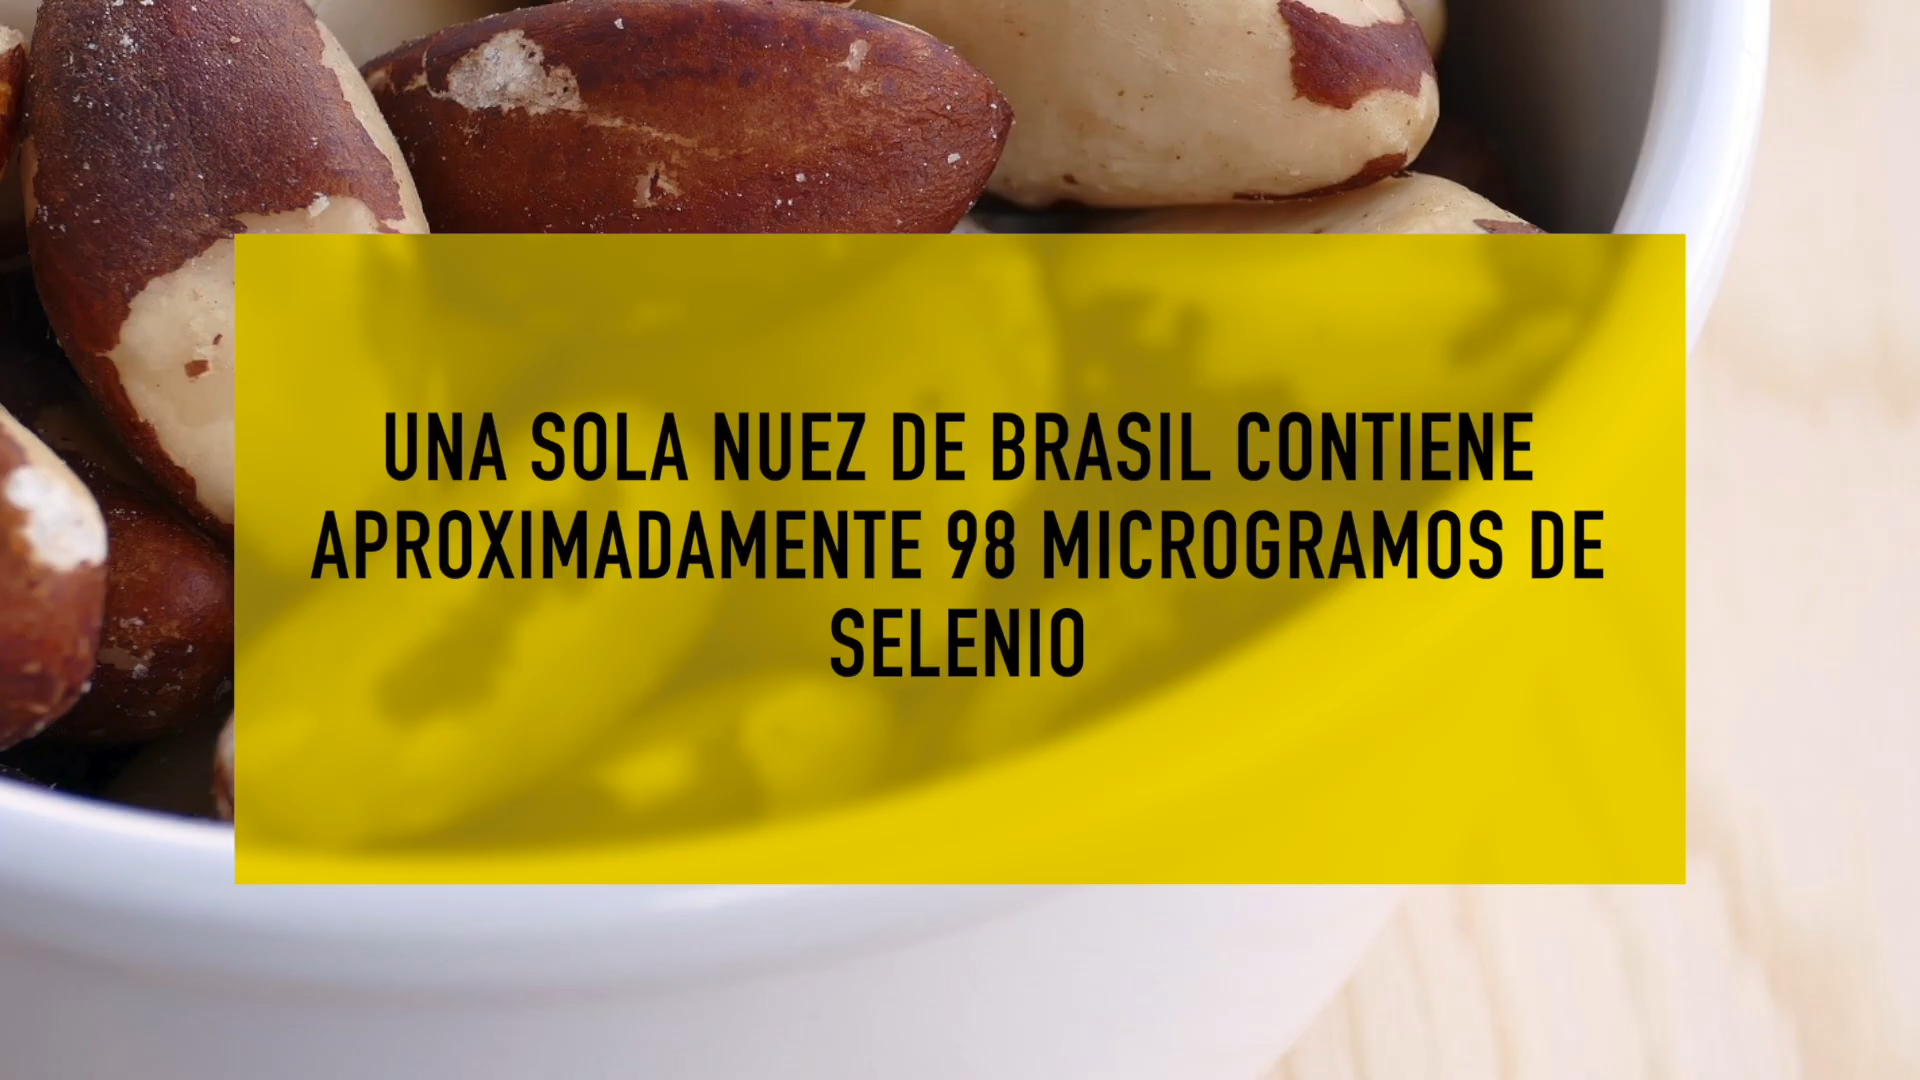 UNA SOLA NUEZ DE BRASIL CONTIENE
APROXIMADAMENTE 98 MICROGRAMOS DE
SELENIO